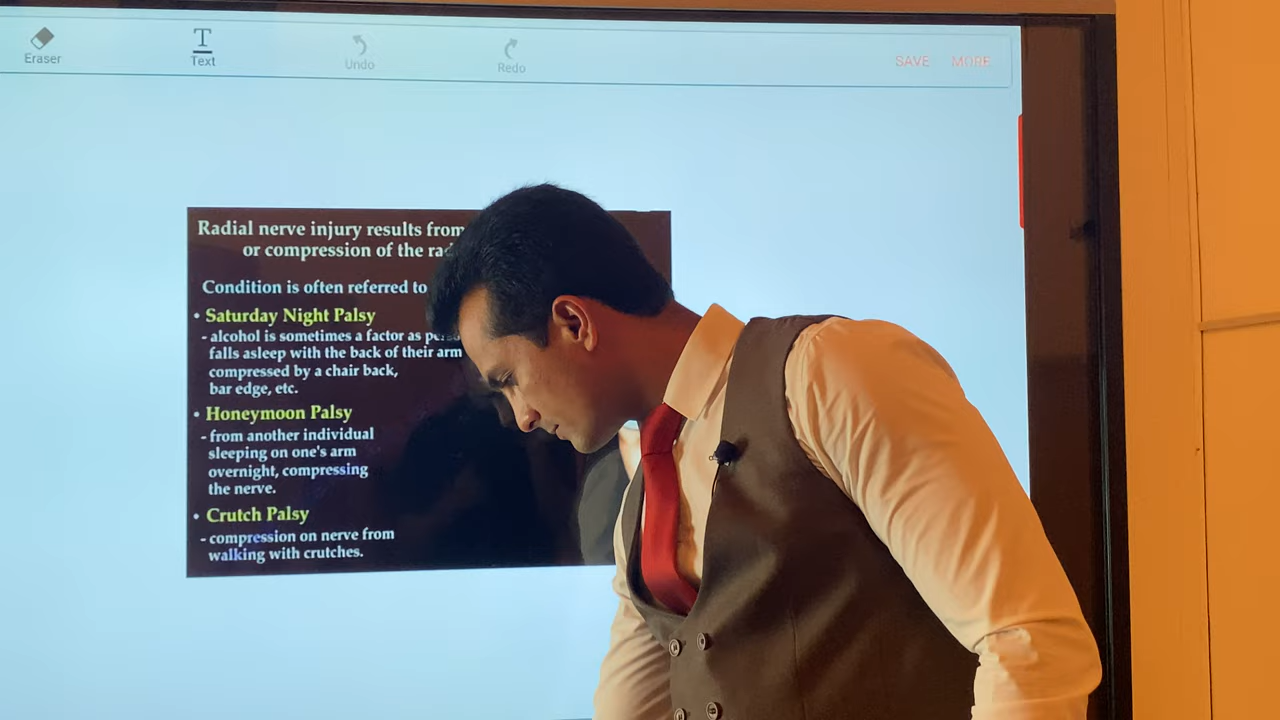 Eraser
Text
Undo
Redo
SAVE MORE
Radial nerve injury results from
or compression of the
Condition is often referred to
• Saturday Night Palsy
- alcohol is sometimes a factor as
falls asleep with the back of their arm
compressed by a chair back,
bar edge, etc.
• Honeymoon Palsy
- from another individual
sleeping on one's arm
overnight, compressing
the nerve.
• Crutch Palsy
- compression on nerve from
walking with crutches.